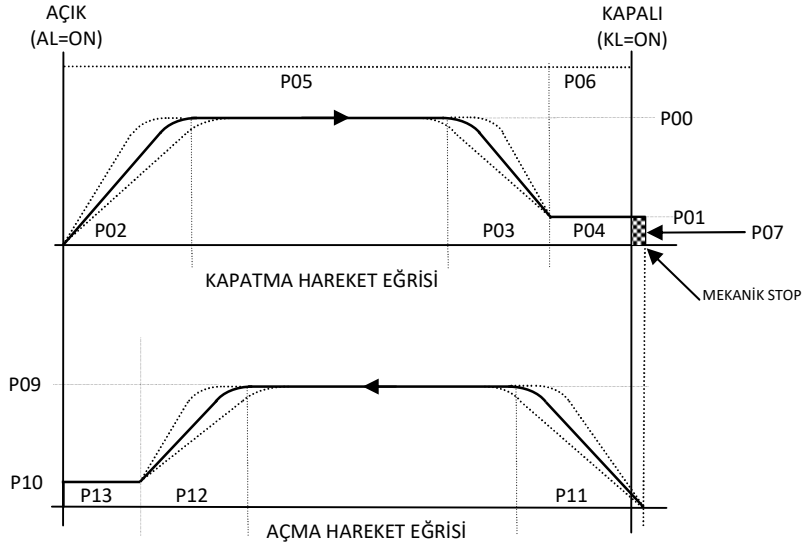 AÇIK
(AL=ON)
KAPALI
(KL=ON)
P05
P06
P00
P02
P03
P04
P01
P07
KAPATMA HAREKET EĞRİSİ
MEKANİK STOP
P09
P10
P13
P12
P11
AÇMA HAREKET EĞRİSİ